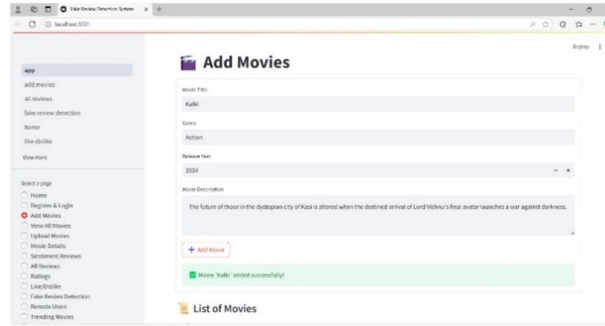 Fake Review Detection System
localhost:8501
Deploy
app
add movies
all reviews
fake review detection
home
like dislike
View more
Select a page
Home
Register & Login
Add Movies
View All Movies
Upload Movies
Movie Details
Sentiment Reviews
All Reviews
Ratings
Like/Dislike
Fake Review Detection
Remote Users
Trending Movies
Add Movies
Movie Title
Kalki
Genre
Action
Release Year
2024
Movie Description
The future of those in the dystopian city of Kasi is altered when the destined arrival of Lord Vishnu's final avatar launches a war against darkness.
+ Add Movie
Movie 'Kalki' added successfully!
List of Movies